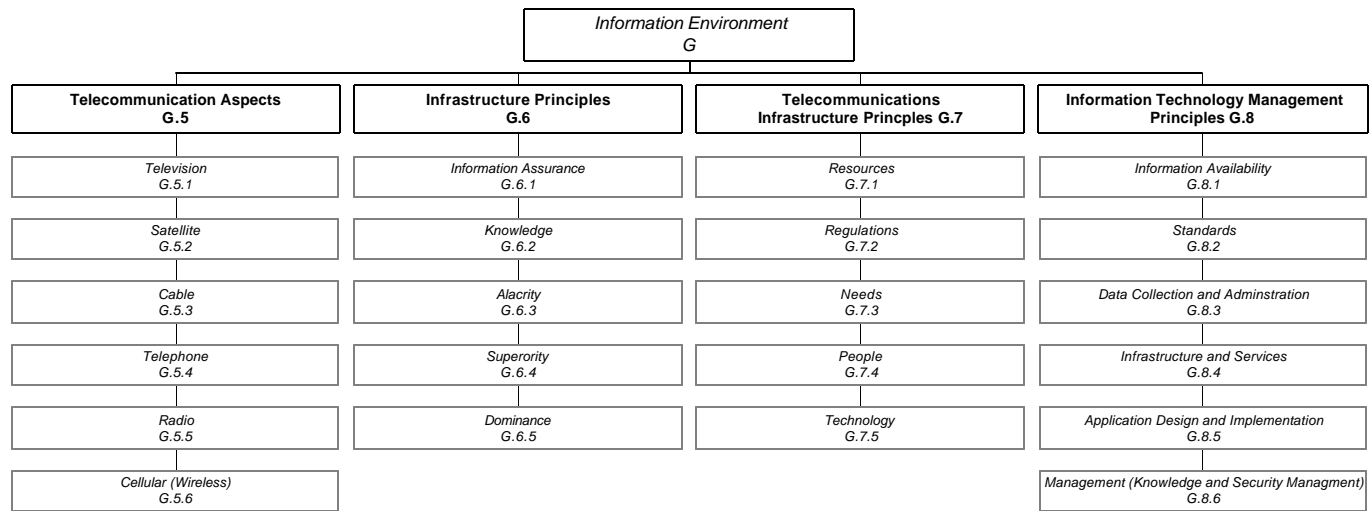 Information Environment
G
Telecommunication Aspects
G.5
Infrastructure Principles
G.6
Telecommunications
Infrastructure Princples G.7
Information Technology Management
Principles G.8
Television
G.5.1
Information Assurance
G.6.1
Resources
G.7.1
Information Availability
G.8.1
Satellite
G.5.2
Knowledge
G.6.2
Regulations
G.7.2
Standards
G.8.2
Cable
G.5.3
Alacrity
G.6.3
Needs
G.7.3
Data Collection and Adminstration
G.8.3
Telephone
G.5.4
Superority
G.6.4
People
G.7.4
Infrastructure and Services
G.8.4
Radio
G.5.5
Dominance
G.6.5
Technology
G.7.5
Application Design and Implementation
G.8.5
Cellular (Wireless)
G.5.6
Management (Knowledge and Security Managment)
G.8.6